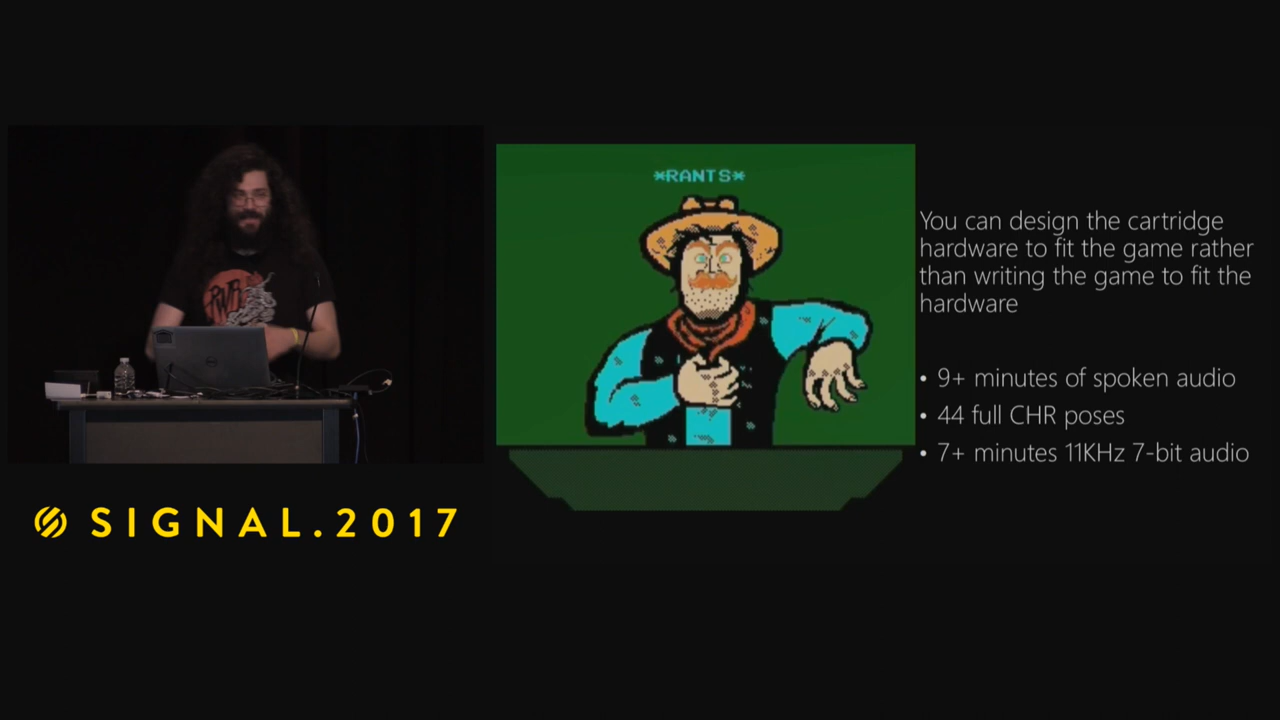 *RANTS*
You can design the cartridge
hardware to fit the game rather
than writing the game to fit the
hardware
• 9+ minutes of spoken audio
• 44 full CHR poses
• 7+ minutes 11KHz 7-bit audio
SIGNAL.2017